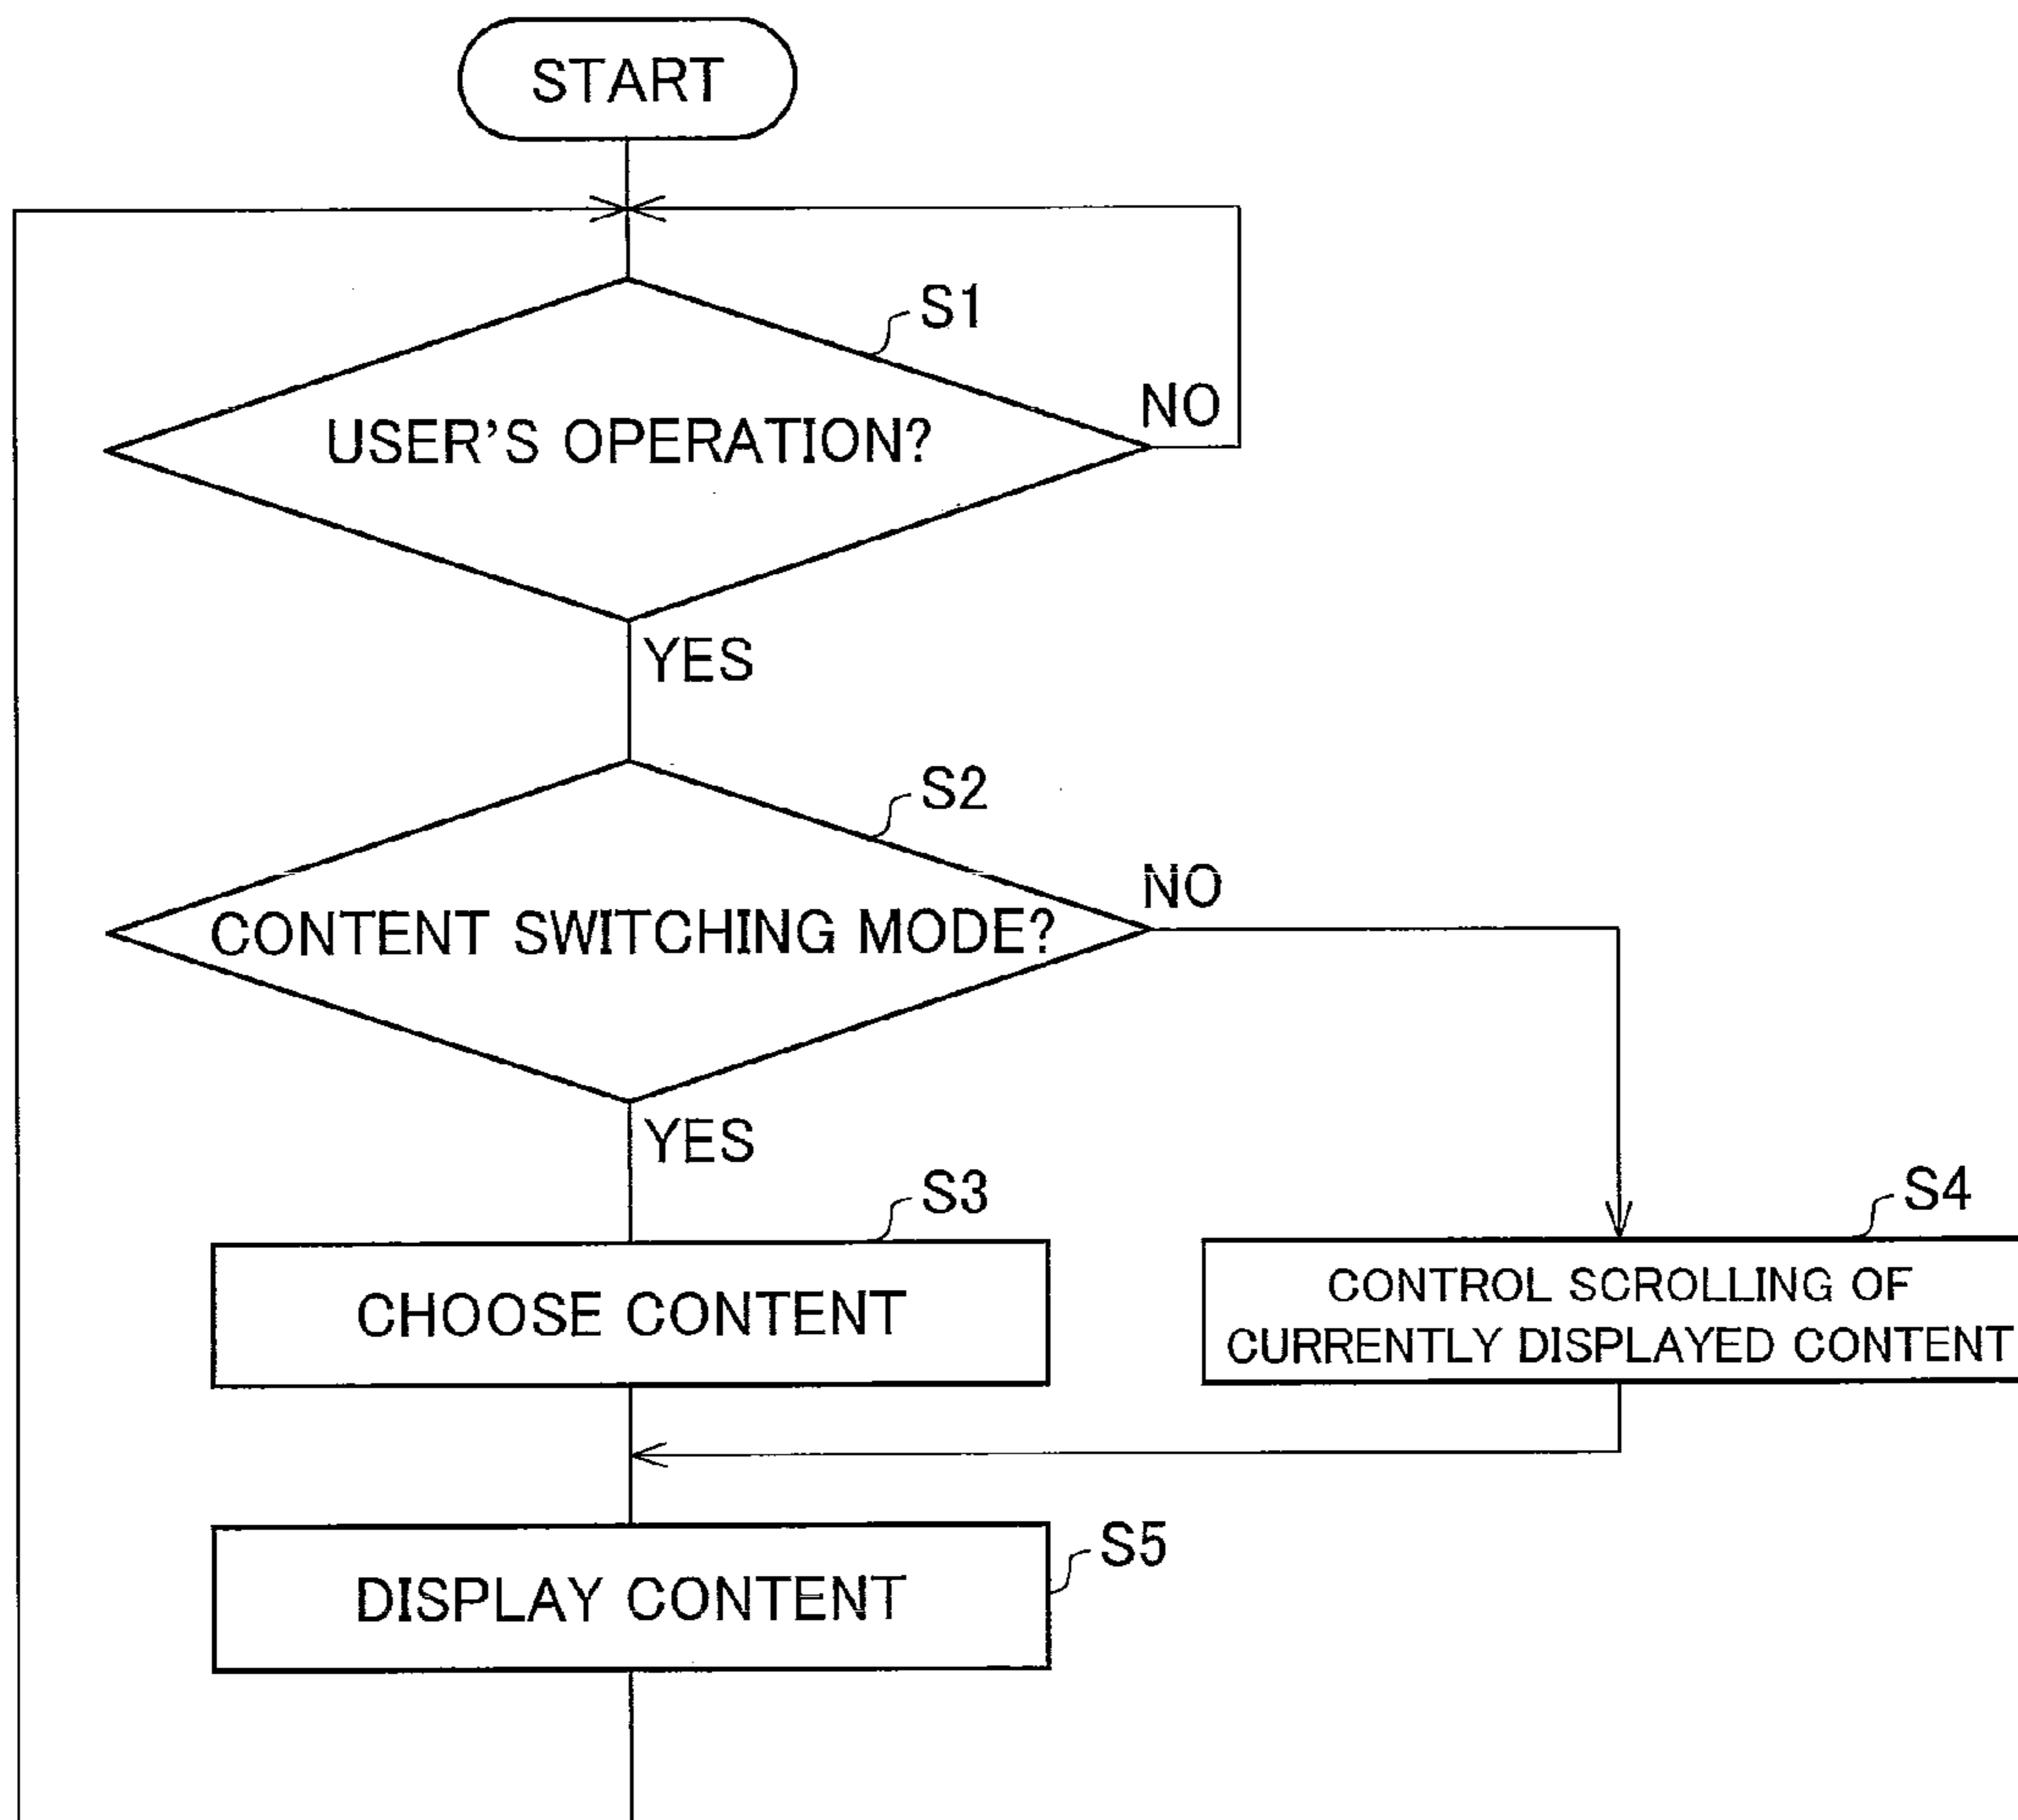 START
S1
USER'S OPERATION?
NO
YES
S2
CONTENT SWITCHING MODE?
NO
YES
S3
CHOOSE CONTENT
S4
CONTROL SCROLLING OF
CURRENTLY DISPLAYED CONTENT
S5
DISPLAY CONTENT